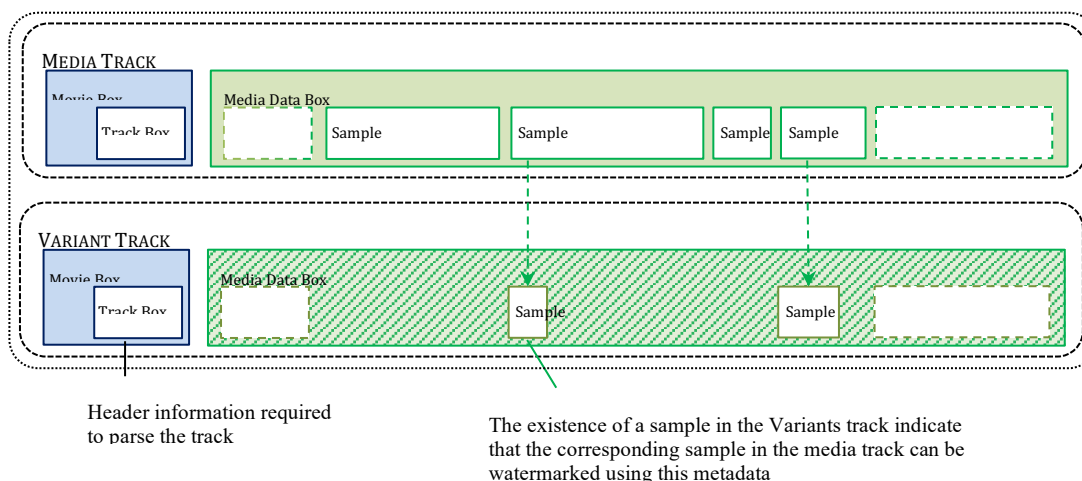 MEDIA TRACK
Movie Box
Media Data Box
Track Box
Sample
Sample
Sample
Sample
VARIANT TRACK
Movie Box
Media Data Box
Track Box
Sample
Sample
Header information required
to parse the track
The existence of a sample in the Variants track indicate
that the corresponding sample in the media track can be
watermarked using this metadata